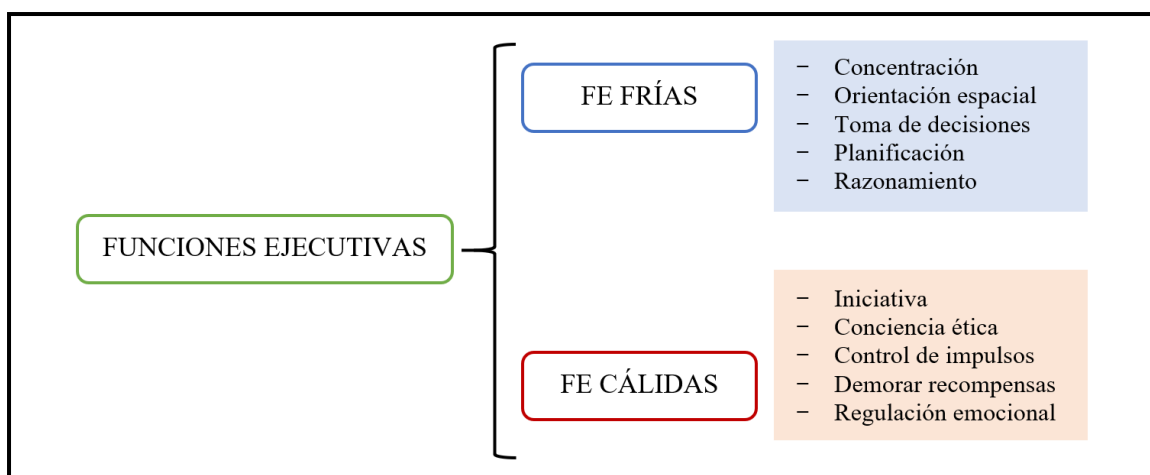 FUNCIONES EJECUTIVAS
FE FRÍAS
− Concentración
− Orientación espacial
− Toma de decisiones
− Planificación
− Razonamiento
FE CÁLIDAS
− Iniciativa
− Conciencia ética
− Control de impulsos
− Demorar recompensas
− Regulación emocional